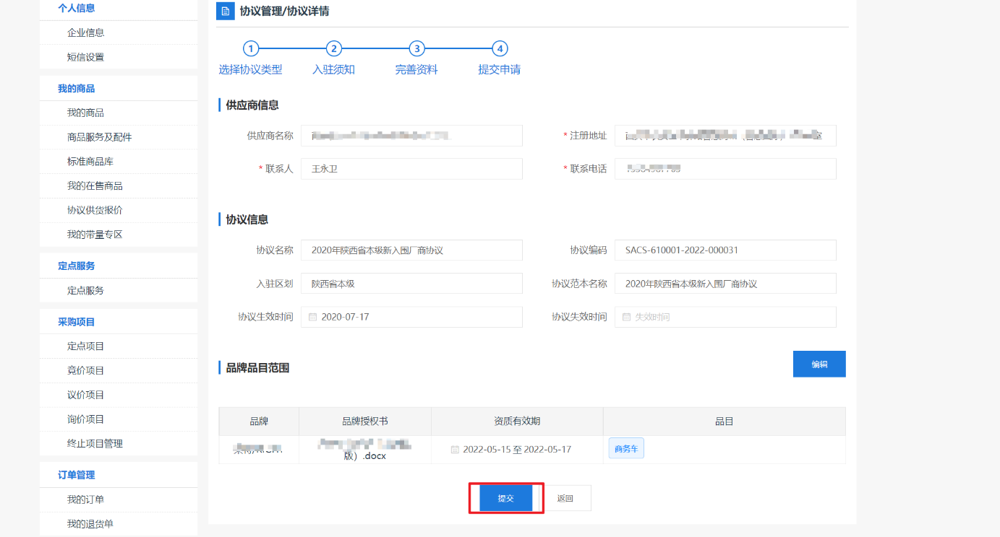 个人信息
企业信息
短信设置
我的商品
我的商品
商品服务及配件
标准商品库
我的在售商品
协议供货报价
我的带量专区
定点服务
定点服务
采购项目
定点项目
竞价项目
议价项目
询价项目
终止项目管理
订单管理
我的订单
我的退货单
协议管理/协议详情
1 2 3 4
选择协议类型 入驻须知 完善资料 提交申请
供应商信息
供应商名称
* 注册地址
* 联系人 王永卫
* 联系电话
协议信息
协议名称 2020年陕西省本级新入围厂商协议
协议编码 SACS-610001-2022-000031
入驻区划 陕西省本级
协议范本名称 2020年陕西省本级新入围厂商协议
协议生效时间 2020-07-17
协议失效时间 失效时间
品牌品目范围
编辑
品牌 品牌授权书 资质有效期 品目
版）.docx 2022-05-15 至 2022-05-17 商务车
提交 返回